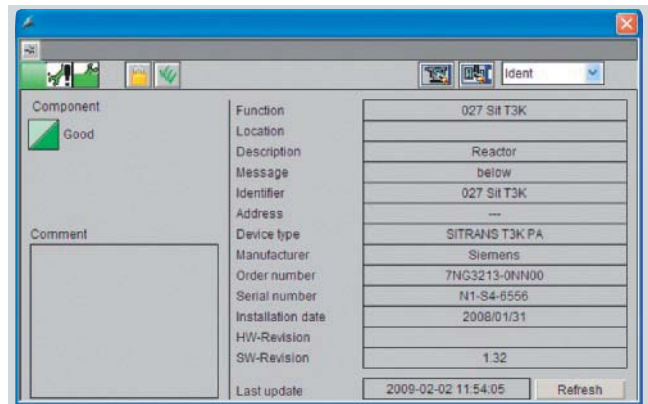 Ident
Component
Good
Comment
Function 027 Sit T3K
Location
Description Reactor
Message below
Identifier 027 Sit T3K
Address ---
Device type SITRANS T3K PA
Manufacturer Siemens
Order number 7NG3213-0NN00
Serial number N1-S4-6556
Installation date 2008/01/31
HW-Revision
SW-Revision 1.32
Last update 2009-02-02 11:54:05 Refresh